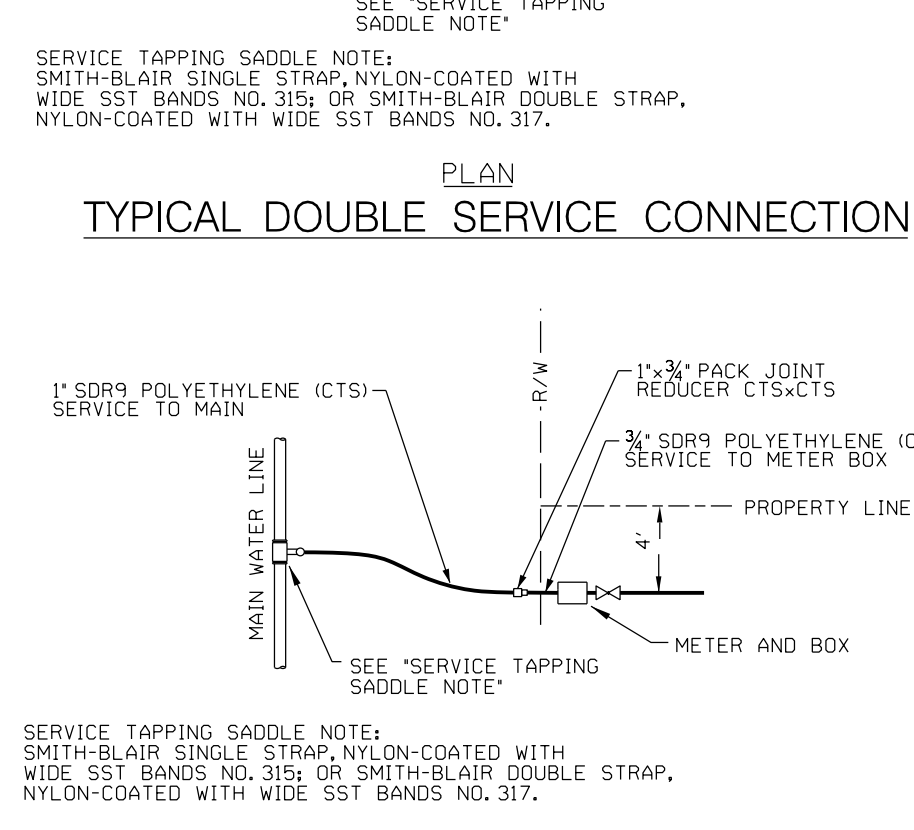 SEE "SERVICE TAPPING
SADDLE NOTE"
SERVICE TAPPING SADDLE NOTE:
SMITH-BLAIR SINGLE STRAP, NYLON-COATED WITH
WIDE SST BANDS NO. 315; OR SMITH-BLAIR DOUBLE STRAP,
NYLON-COATED WITH WIDE SST BANDS NO. 317.
PLAN
TYPICAL DOUBLE SERVICE CONNECTION
1" SDR9 POLYETHYLENE (CTS)
SERVICE TO MAIN
R/W
1"x3/4" PACK JOINT
REDUCER CTSxCTS
3/4" SDR9 POLYETHYLENE (C
SERVICE TO METER BOX
MAIN WATER LINE
PROPERTY LINE
4'
METER AND BOX
SEE "SERVICE TAPPING
SADDLE NOTE"
SERVICE TAPPING SADDLE NOTE:
SMITH-BLAIR SINGLE STRAP, NYLON-COATED WITH
WIDE SST BANDS NO. 315; OR SMITH-BLAIR DOUBLE STRAP,
NYLON-COATED WITH WIDE SST BANDS NO. 317.